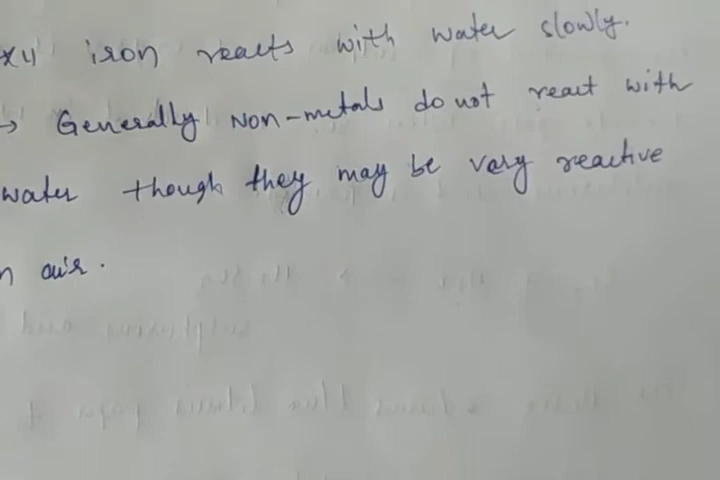 iron reacts with water slowly.
→ Generally Non-metals do not react with
water though they may be very reactive
n air.